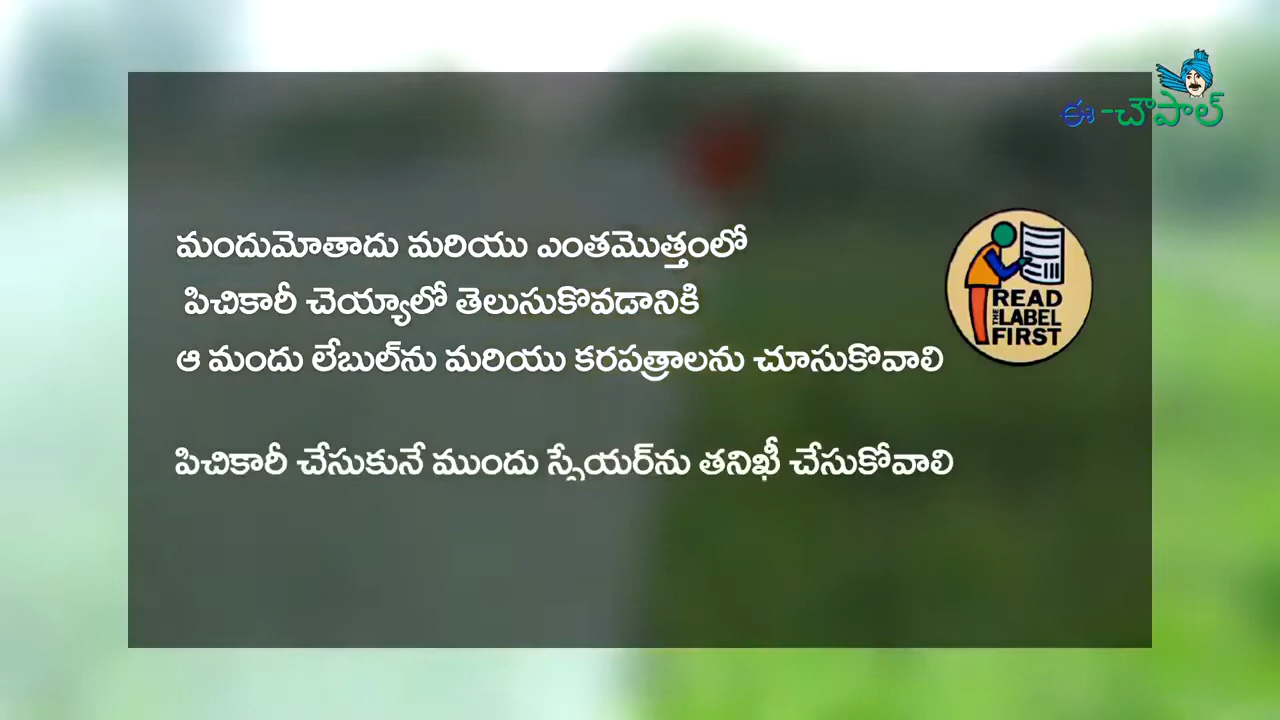 ఈ-చౌపాల్
మందుమోతాదు మరియు ఎంతమొత్తంలో
పిచికారీ చెయ్యాలో తెలుసుకొవడానికి
ఆ మందు లేబుల్‌ను మరియు కరపత్రాలను చూసుకొవాలి
READ
THE LABEL
FIRST
పిచికారీ చేసుకునే ముందు స్ప్రేయర్‌ను తనిఖీ చేసుకోవాలి